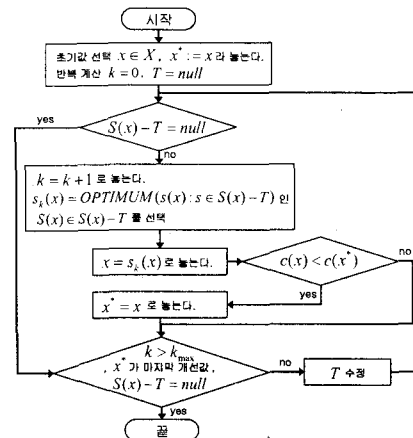 시작
초기값 선택 x ∈ X, x* := x 라 놓는다.
반복 계산 k = 0. T = null
yes
S(x) − T = null
no
k = k + 1 로 놓는다.
s_k(x) = OPTIMUM(s(x) : s ∈ S(x) − T) 인
S(x) ∈ S(x) − T 를 선택
x = s_k(x) 로 놓는다.
c(x) < c(x*)
no
yes
x* = x 로 놓는다.
k > k_max
, x* 가 마지막 개선값,
S(x) − T = null
no
T 수정
yes
끝